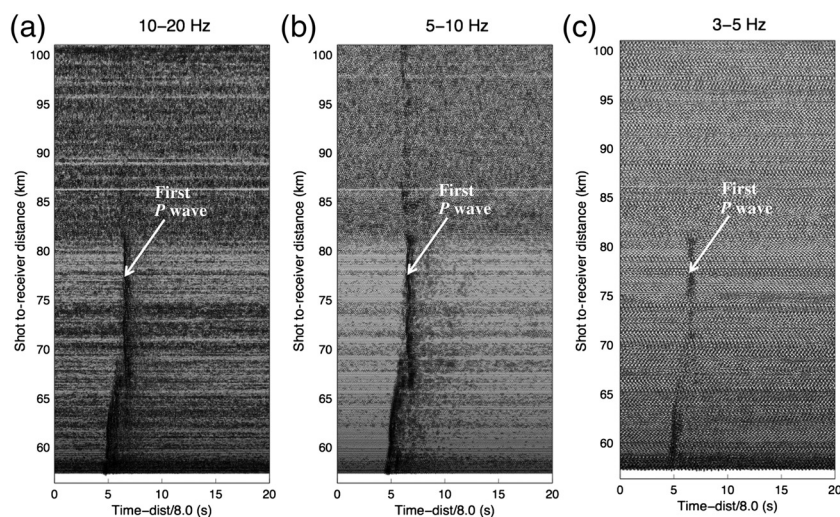 (a)
10–20 Hz
Shot to–receiver distance (km)
100
95
90
85
80
75
70
65
60
First
P wave
0
5
10
15
20
Time–dist/8.0 (s)
(b)
5–10 Hz
Shot to–receiver distance (km)
100
95
90
85
80
75
70
65
60
First
P wave
0
5
10
15
20
Time–dist/8.0 (s)
(c)
3–5 Hz
Shot to–receiver distance (km)
100
95
90
85
80
75
70
65
60
First
P wave
0
5
10
15
20
Time–dist/8.0 (s)